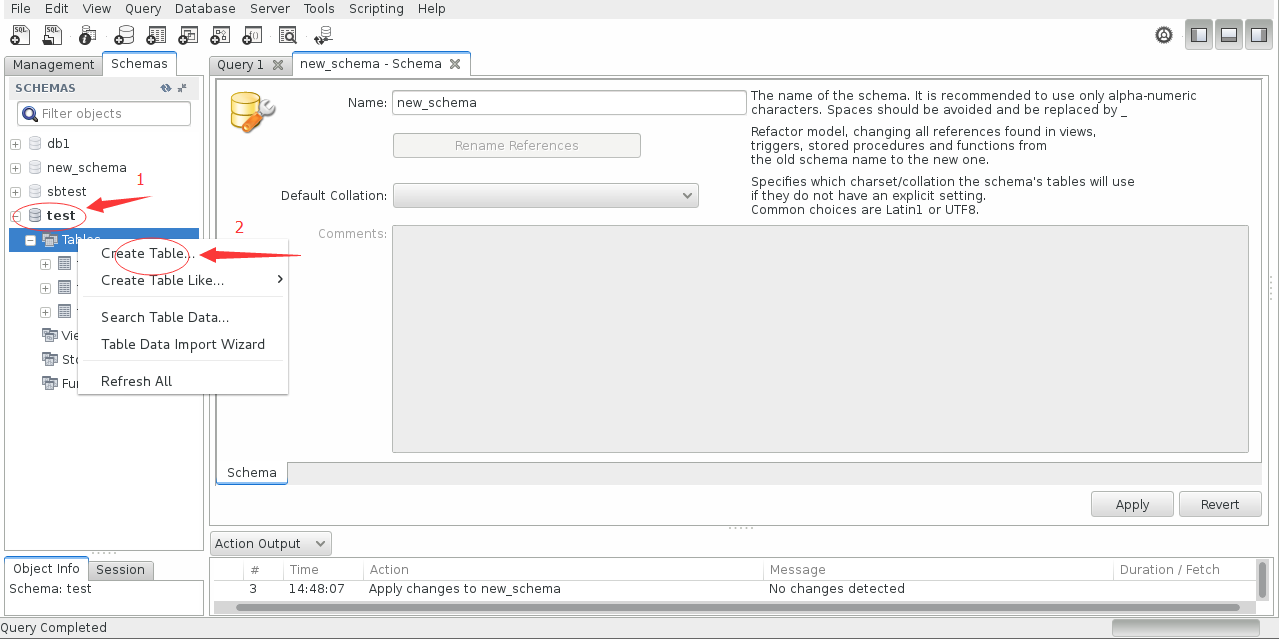 File Edit View Query Database Server Tools Scripting Help
SQL SQL
Management Schemas
Query 1 new_schema - Schema
SCHEMAS
Filter objects
db1
new_schema
sbtest
test
Tables
Create Table...
Create Table Like...
Search Table Data...
Table Data Import Wizard
Refresh All
1
2
Name: new_schema
The name of the schema. It is recommended to use only alpha-numeric
characters. Spaces should be avoided and be replaced by _
Rename References
Refactor model, changing all references found in views,
triggers, stored procedures and functions from
the old schema name to the new one.
Default Collation:
Specifies which charset/collation the schema's tables will use
if they do not have an explicit setting.
Common choices are Latin1 or UTF8.
Comments:
Schema
Apply Revert
Action Output
# Time Action Message Duration / Fetch
3 14:48:07 Apply changes to new_schema No changes detected
Object Info Session
Schema: test
Query Completed